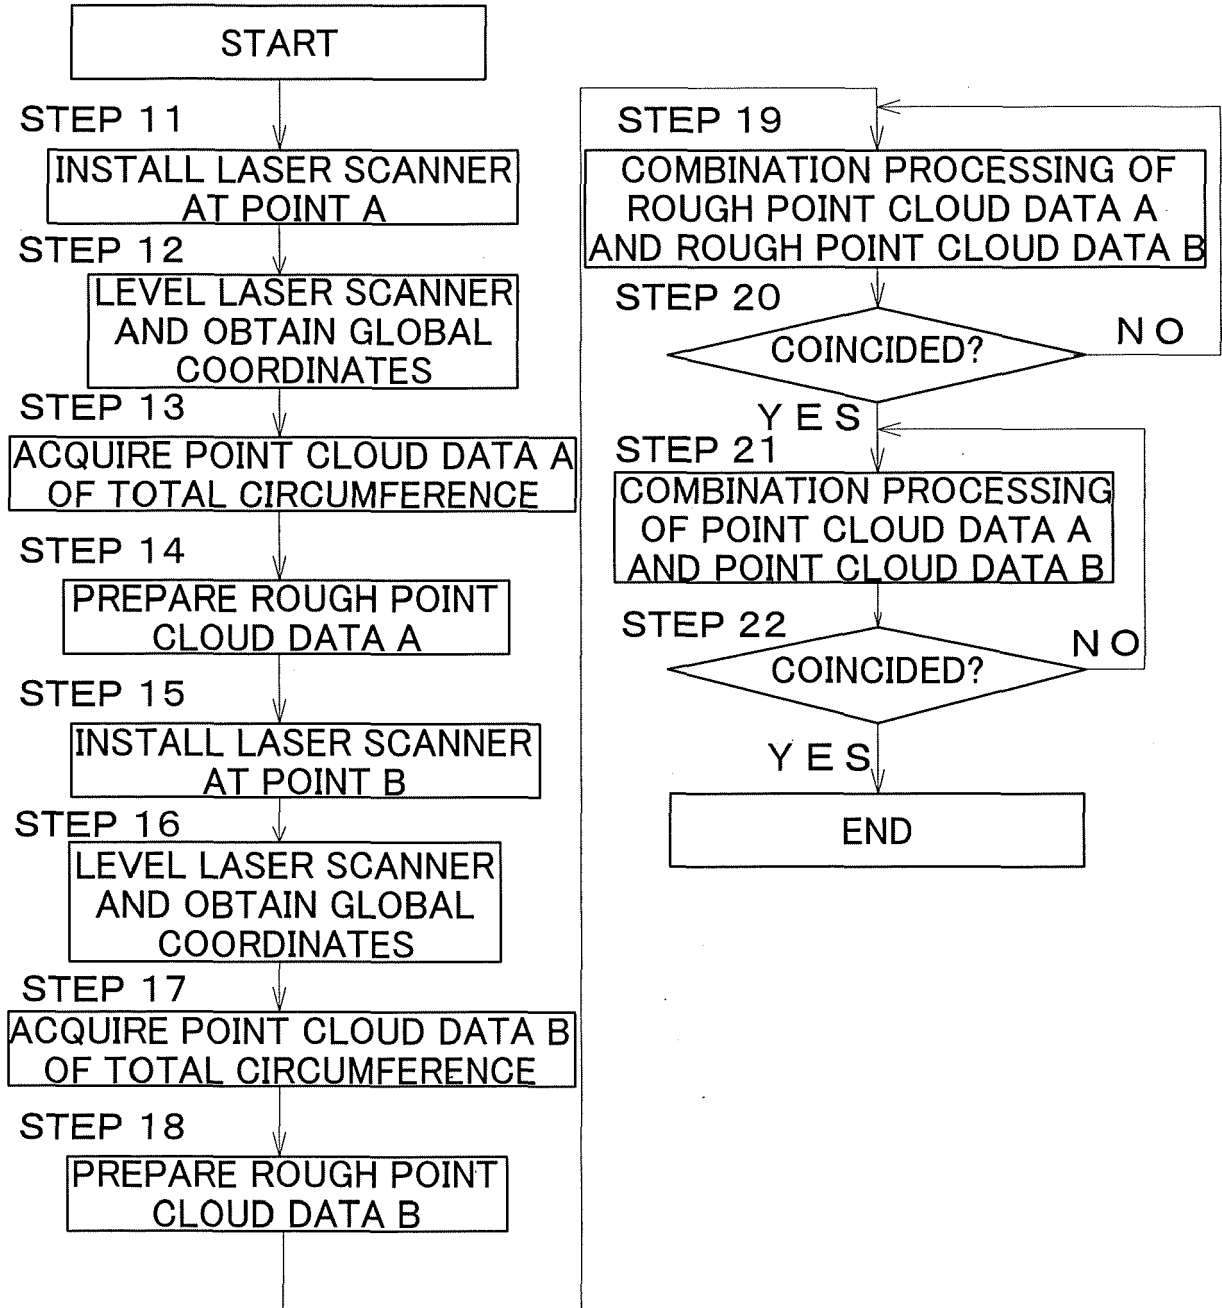 START
STEP 11
INSTALL LASER SCANNER
AT POINT A
STEP 12
LEVEL LASER SCANNER
AND OBTAIN GLOBAL
COORDINATES
STEP 13
ACQUIRE POINT CLOUD DATA A
OF TOTAL CIRCUMFERENCE
STEP 14
PREPARE ROUGH POINT
CLOUD DATA A
STEP 15
INSTALL LASER SCANNER
AT POINT B
STEP 16
LEVEL LASER SCANNER
AND OBTAIN GLOBAL
COORDINATES
STEP 17
ACQUIRE POINT CLOUD DATA B
OF TOTAL CIRCUMFERENCE
STEP 18
PREPARE ROUGH POINT
CLOUD DATA B
STEP 19
COMBINATION PROCESSING OF
ROUGH POINT CLOUD DATA A
AND ROUGH POINT CLOUD DATA B
STEP 20
COINCIDED?
NO
YES
STEP 21
COMBINATION PROCESSING
OF POINT CLOUD DATA A
AND POINT CLOUD DATA B
STEP 22
COINCIDED?
NO
YES
END